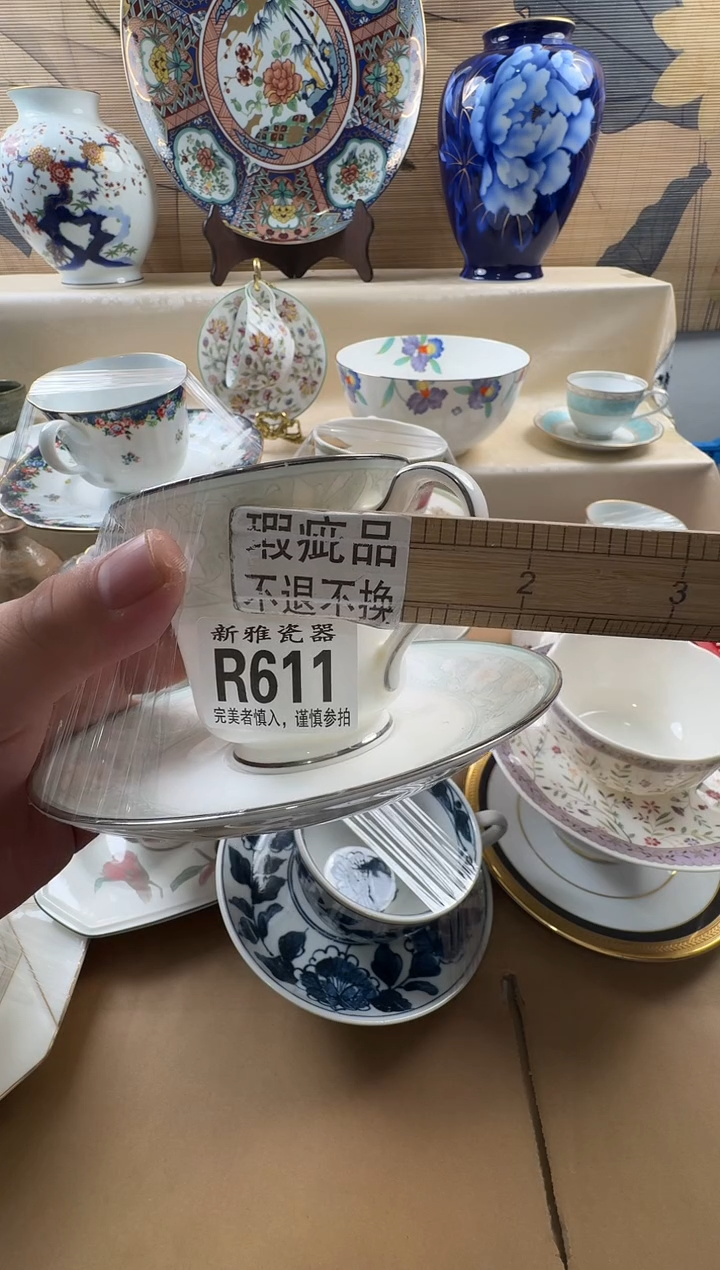 瑕疵品
不退不换
2
3
新雅瓷器
R611
完美者慎入，谨慎参拍